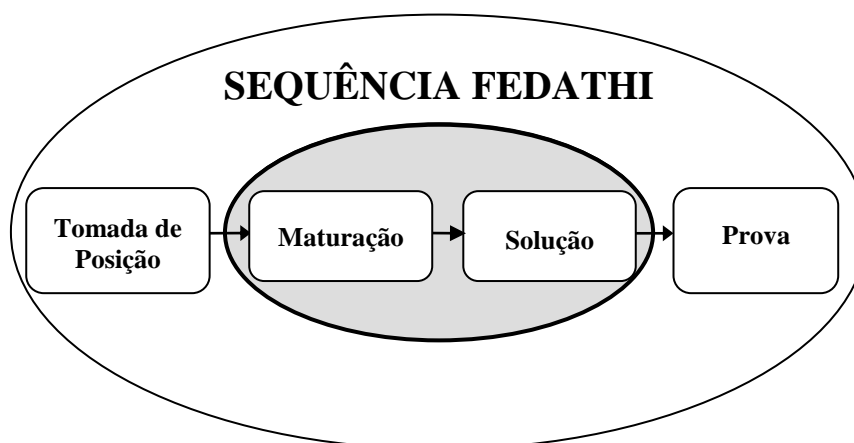 SEQUÊNCIA FEDATHI
Tomada de
Posição
Maturação
Solução
Prova